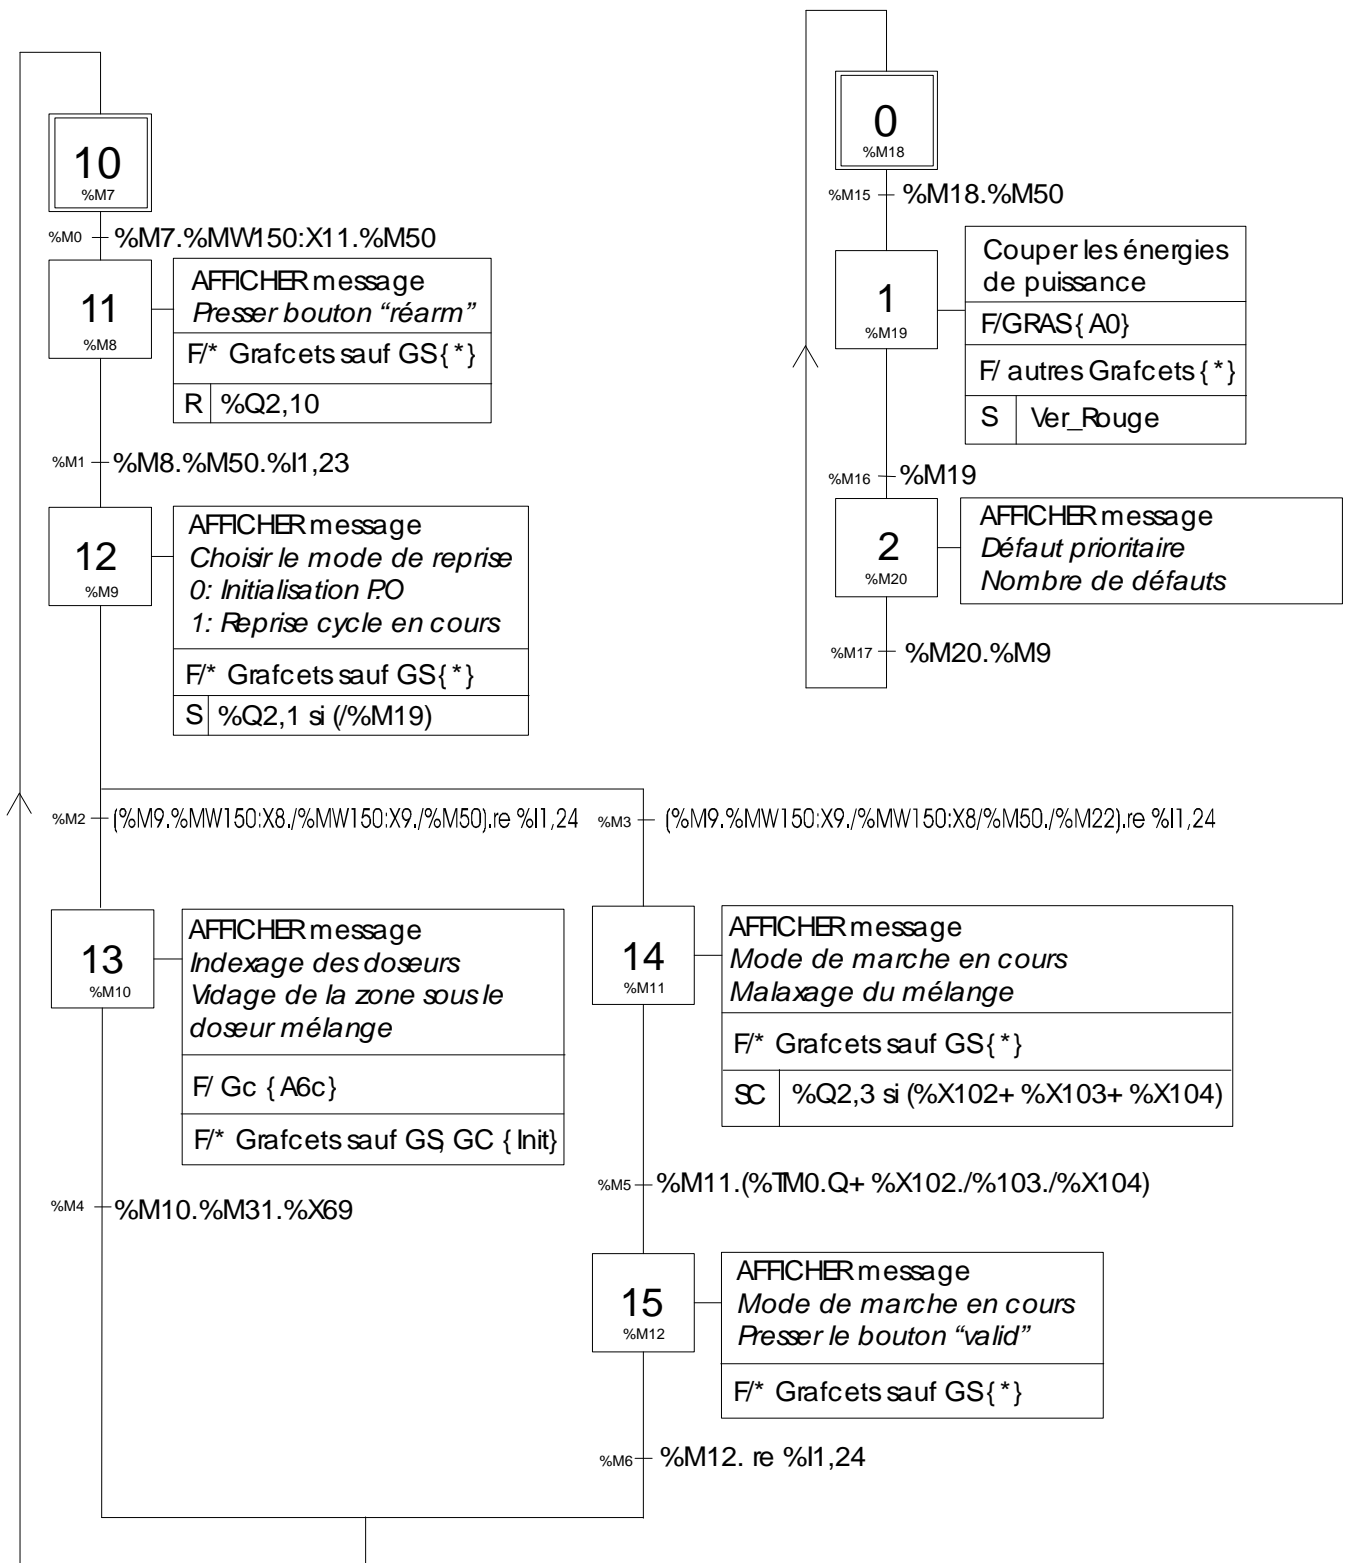 10
%M7
%M0
%M7.%MW150:X11.%M50
11
%M8
AFFICHER message
Presser bouton “réarm”
F/* Grafcets sauf GS{*}
R %Q2,10
%M1
%M8.%M50.%I1,23
12
%M9
AFFICHER message
Choisir le mode de reprise
0: Initialisation P.O
1: Reprise cycle en cours
F/* Grafcets sauf GS{*}
S %Q2,1 si (/%M19)
%M2
(%M9.%MW150:X8./%MW150:X9./%M50).re %I1,24
%M3
(%M9.%MW150:X9./%MW150:X8/%M50./%M22).re %I1,24
13
%M10
AFFICHER message
Indexage des doseurs
Vidage de la zone sous le
doseur mélange
F/ Gc {A6c}
F/* Grafcets sauf GS, GC {Init}
%M4
%M10.%M31.%X69
14
%M11
AFFICHER message
Mode de marche en cours
Malaxage du mélange
F/* Grafcets sauf GS{*}
SC %Q2,3 si (%X102+ %X103+ %X104)
%M5
%M11.(%TM0.Q+ %X102./%103./%X104)
15
%M12
AFFICHER message
Mode de marche en cours
Presser le bouton “valid”
F/* Grafcets sauf GS{*}
%M6
%M12. re %I1,24
0
%M18
%M15
%M18.%M50
1
%M19
Couper les énergies
de puissance
F/GRAS{A0}
F/ autres Grafcets{*}
S Ver_Rouge
%M16
%M19
2
%M20
AFFICHER message
Défaut prioritaire
Nombre de défauts
%M17
%M20.%M9